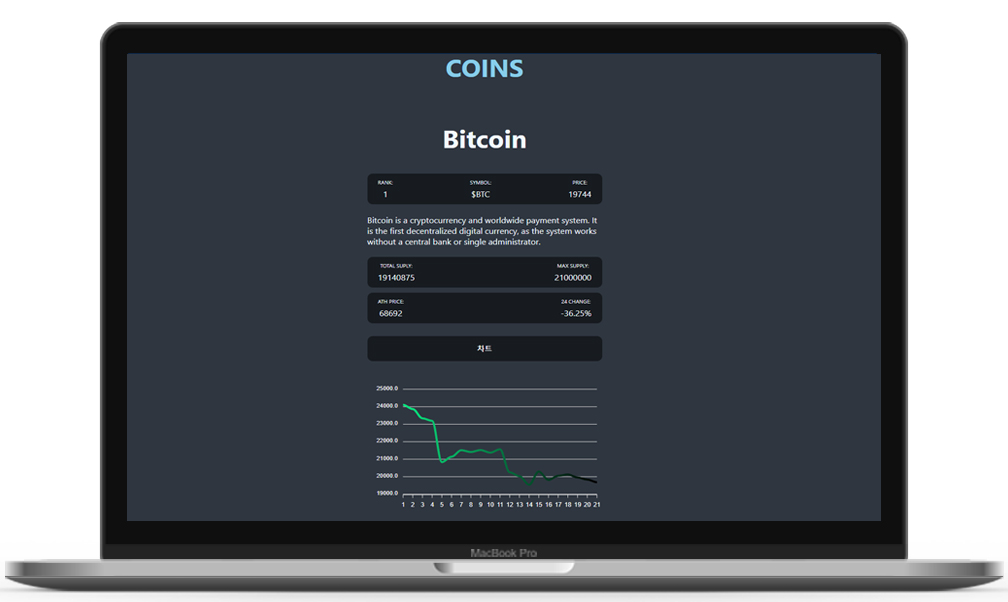 COINS
Bitcoin
RANK: SYMBOL: PRICE:
1 $BTC 19744
Bitcoin is a cryptocurrency and worldwide payment system. It
is the first decentralized digital currency, as the system works
without a central bank or single administrator.
TOTAL SUPLY: MAX SUPPLY:
19140875 21000000
ATH PRICE: 24 CHANGE:
68692 -36.25%
차트
25000.0
24000.0
23000.0
22000.0
21000.0
20000.0
19000.0
1 2 3 4 5 6 7 8 9 10 11 12 13 14 15 16 17 18 19 20 21
MacBook Pro